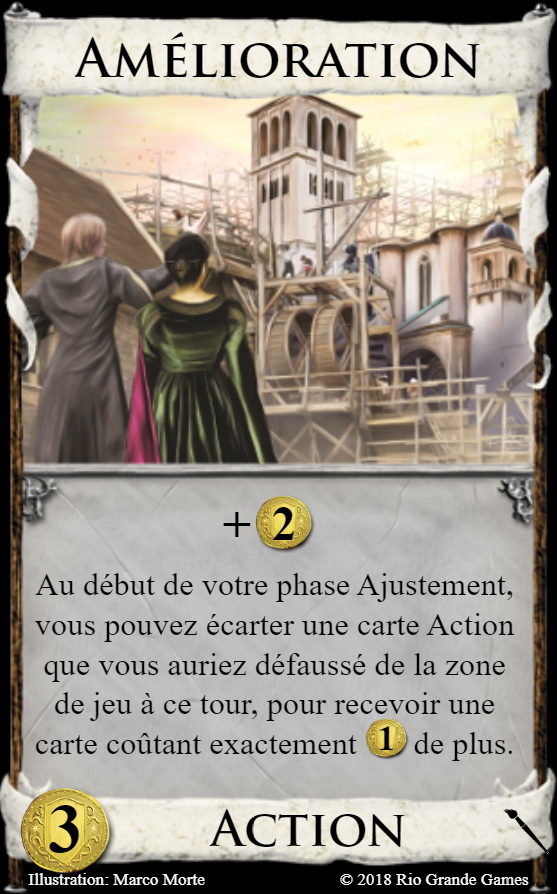 AMÉLIORATION
+2
Au début de votre phase Ajustement,
vous pouvez écarter une carte Action
que vous auriez défaussé de la zone
de jeu à ce tour, pour recevoir une
carte coûtant exactement 1 de plus.
3 ACTION
Illustration: Marco Morte © 2018 Rio Grande Games